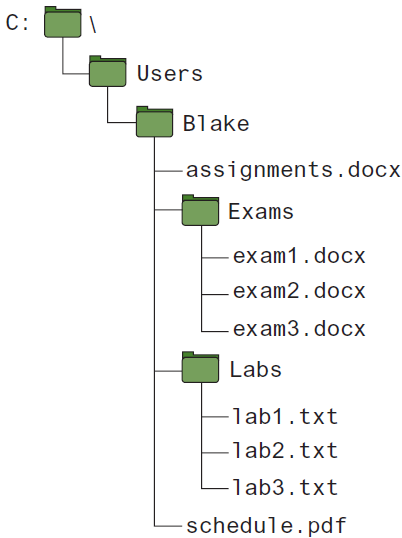 C: \
Users
Blake
assignments.docx
Exams
exam1.docx
exam2.docx
exam3.docx
Labs
lab1.txt
lab2.txt
lab3.txt
schedule.pdf